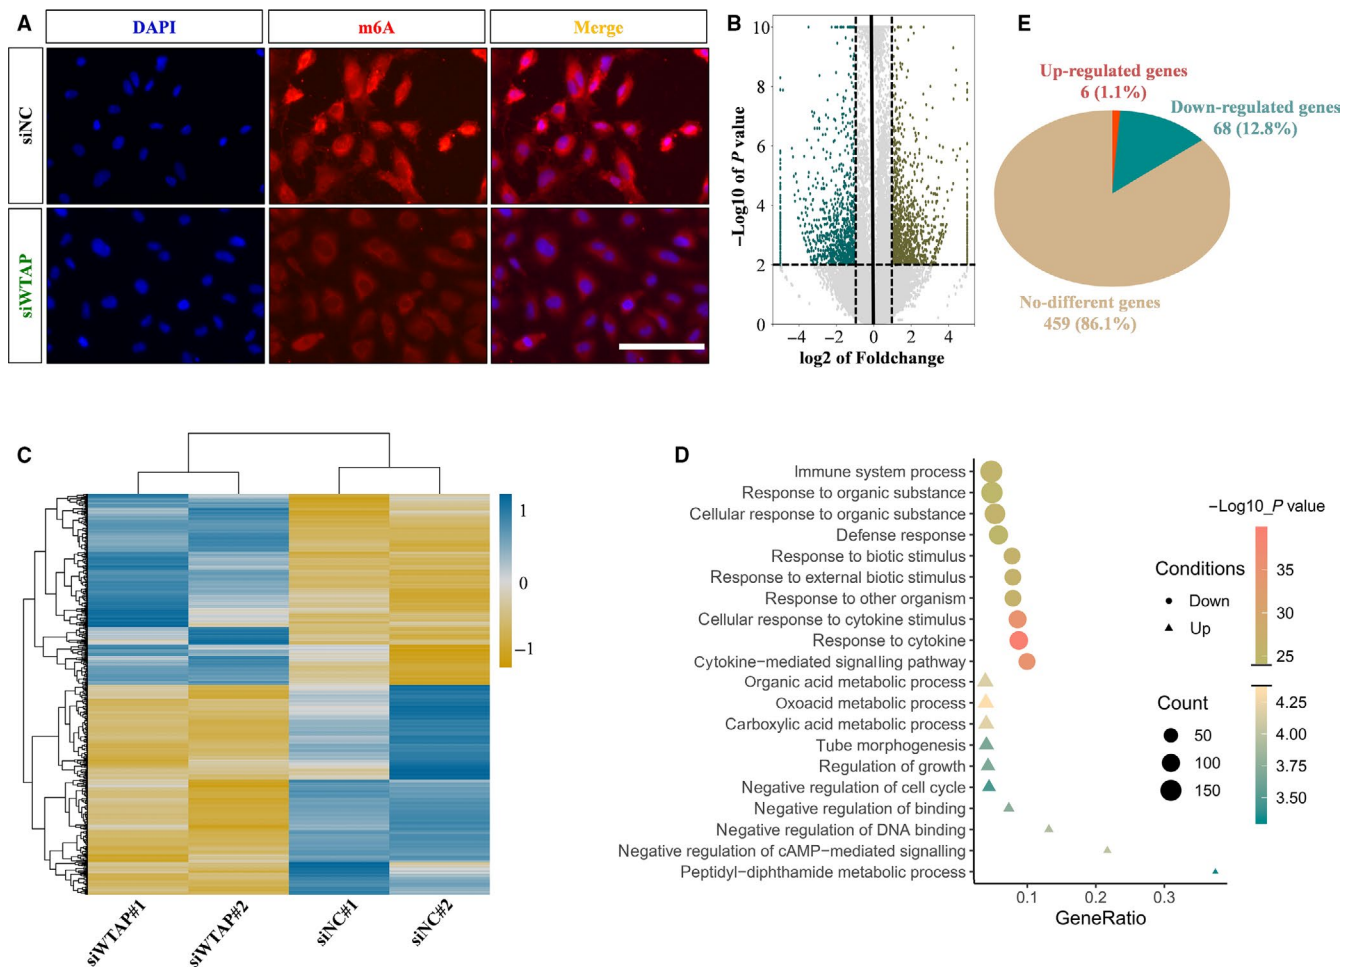 A
DAPI
m6A
Merge
siNC
siWTAP
B
10
8
6
4
2
0
−Log10 of P value
−4
−2
0
2
4
log2 of Foldchange
E
Up-regulated genes
6 (1.1%)
Down-regulated genes
68 (12.8%)
No-different genes
459 (86.1%)
C
1
0
−1
siWTAP#1
siWTAP#2
siNC#1
siNC#2
D
Immune system process
Response to organic substance
Cellular response to organic substance
Defense response
Response to biotic stimulus
Response to external biotic stimulus
Response to other organism
Cellular response to cytokine stimulus
Response to cytokine
Cytokine−mediated signalling pathway
Organic acid metabolic process
Oxoacid metabolic process
Carboxylic acid metabolic process
Tube morphogenesis
Regulation of growth
Negative regulation of cell cycle
Negative regulation of binding
Negative regulation of DNA binding
Negative regulation of cAMP−mediated signalling
Peptidyl−diphthamide metabolic process
0.1
0.2
0.3
GeneRatio
Conditions
Down
Up
Count
50
100
150
−Log10_P value
35
30
25
4.25
4.00
3.75
3.50